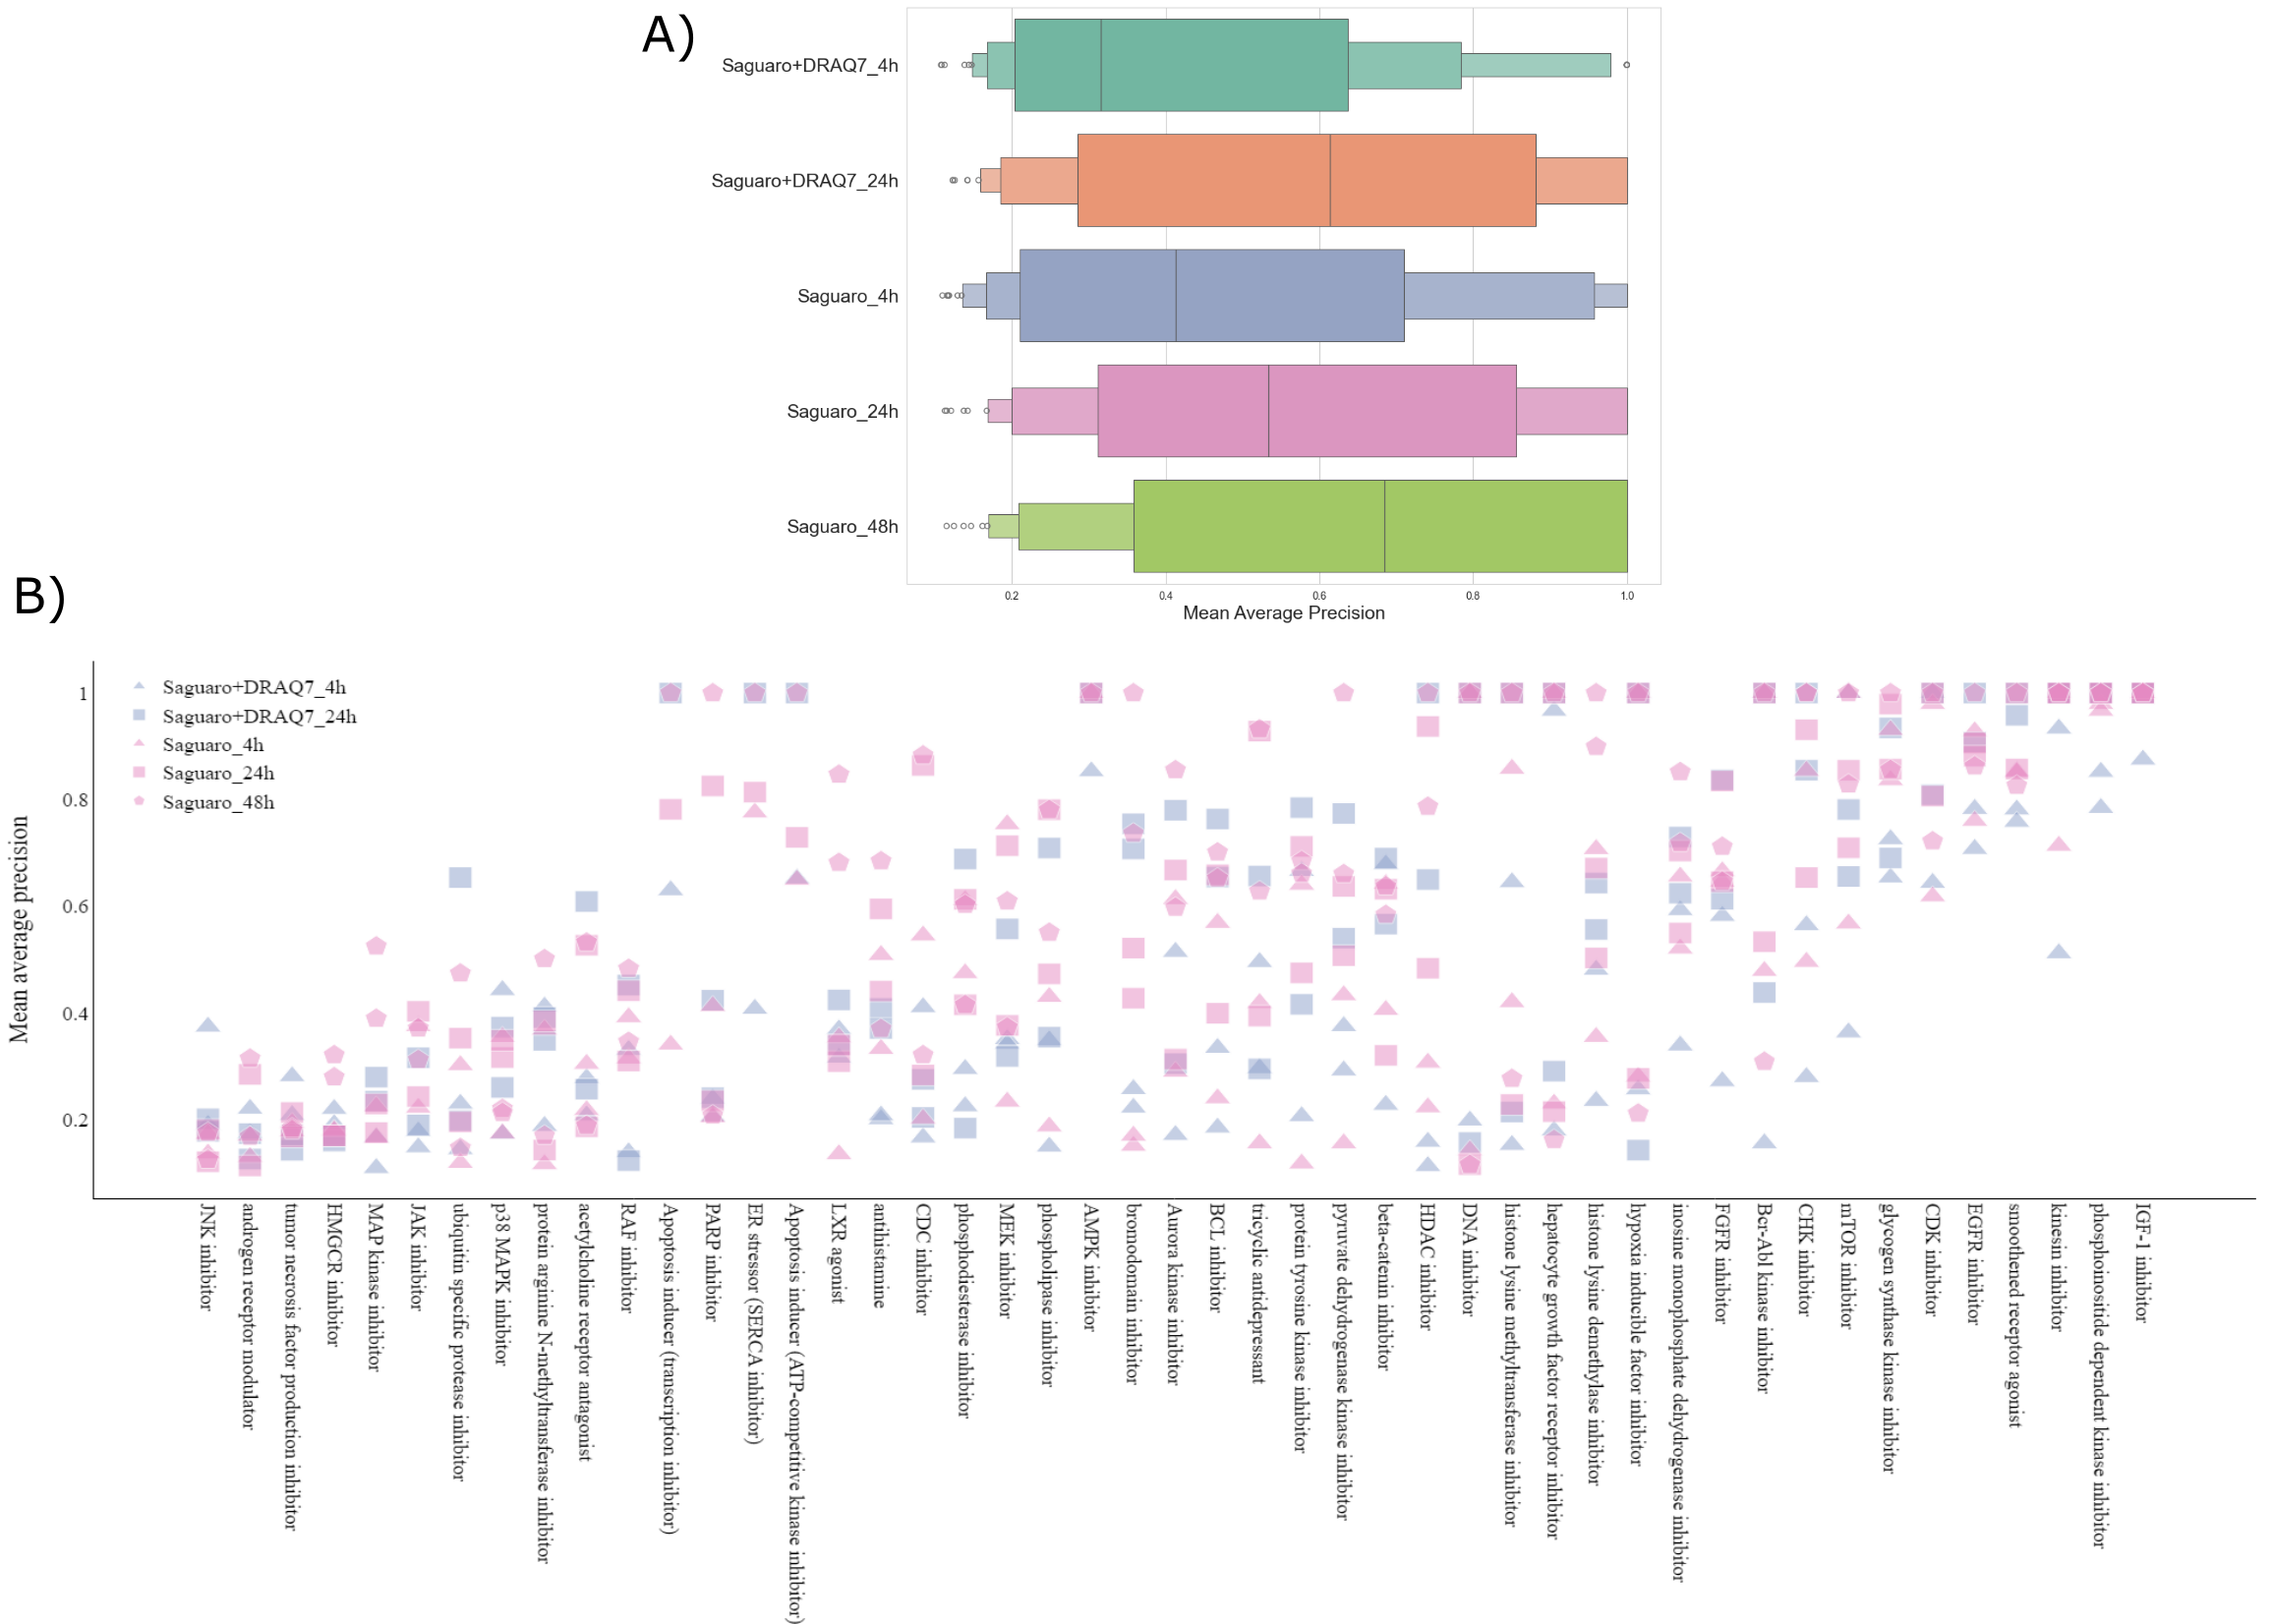 A)
Saguaro+DRAQ7_4h
Saguaro+DRAQ7_24h
Saguaro_4h
Saguaro_24h
Saguaro_48h
0.2 0.4 0.6 0.8 1.0
Mean Average Precision
B)
Mean average precisision
1
0.8
0.6
0.4
0.2
Saguaro+DRAQ7_4h
Saguaro+DRAQ7_24h
Saguaro_4h
Saguaro_24h
Saguaro_48h
JNK inhibitor
androgen receptor modulator
tumor necrosis factor production inhibitor
HMGCR inhibitor
MAP kinase inhibitor
JAK inhibitor
ubiquitin specific protease inhibitor
p38 MAPK inhibitor
protein arginine N-methyltransferase inhibitor
acetylcholine receptor antagonist
RAF inhibitor
Apoptosis inducer (transcription inhibitor)
PARP inhibitor
ER stressor (SERCA inhibitor)
Apoptosis inducer (ATP-competitive kinase inhibitor)
LXR agonist
antihistamine
CDC inhibitor
phosphodiesterase inhibitor
MEK inhibitor
phospholipase inhibitor
AMPK inhibitor
bromodomain inhibitor
Aurora kinase inhibitor
BCL inhibitor
tricyclic antidepressant
protein tyrosine kinase inhibitor
pyruvate dehydrogenase kinase inhibitor
beta-catenin inhibitor
HDAC inhibitor
DNA inhibitor
histone lysine methyltransferase inhibitor
hepatocyte growth factor receptor inhibitor
histone lysine demethylase inhibitor
hypoxia inducible factor inhibitor
inosine monophosphate dehydrogenase inhibitor
FGFR inhibitor
Bcr-Abl kinase inhibitor
CHK inhibitor
mTOR inhibitor
glycogen synthase kinase inhibitor
CDK inhibitor
EGFR inhibitor
smoothened receptor agonist
kinesin inhibitor
phosphoinositide dependent kinase inhibitor
IGF-1 inhibitor